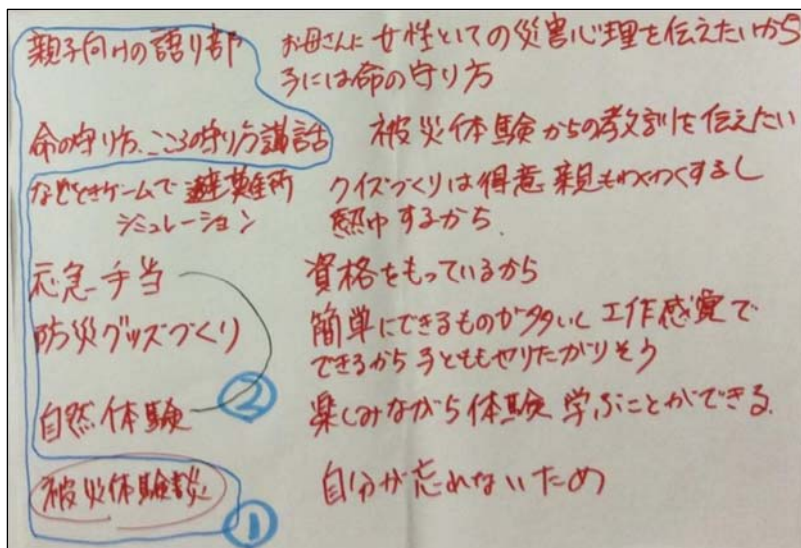 親子向けの語り部
お母さんに女性としての災害心理を伝えたいから
子には命の守り方
命の守り方、こころの守り方講話
被災体験からの教訓を伝えたい
なぞときゲームで避難所
シミュレーション
クイズづくりは得意 親もわくわくするし
熱中するから.
応急手当
資格をもっているから
防災グッズづくり
簡単にできるものが多いし 工作感覚で
できるから 子どももやりたがりそう
②
自然体験
楽しみながら体験 学ぶことができる.
被災体験談
自分が忘れないため
①